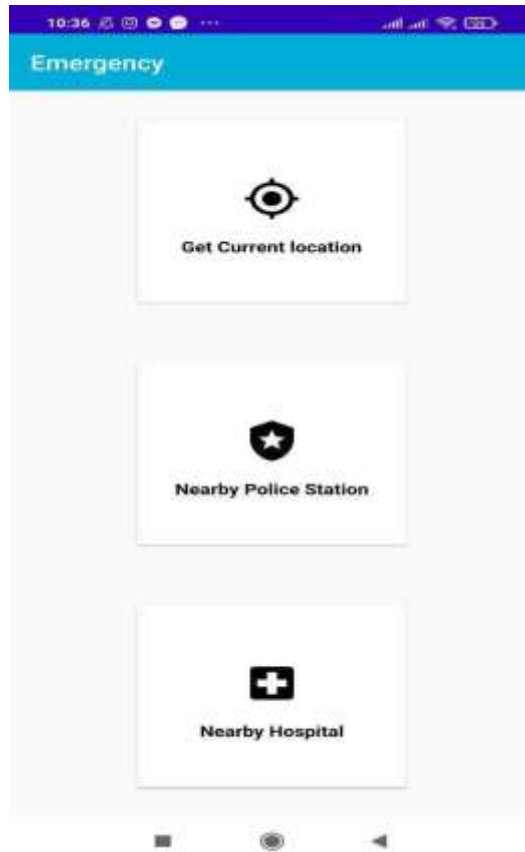 10:36
Emergency
Get Current location
Nearby Police Station
Nearby Hospital